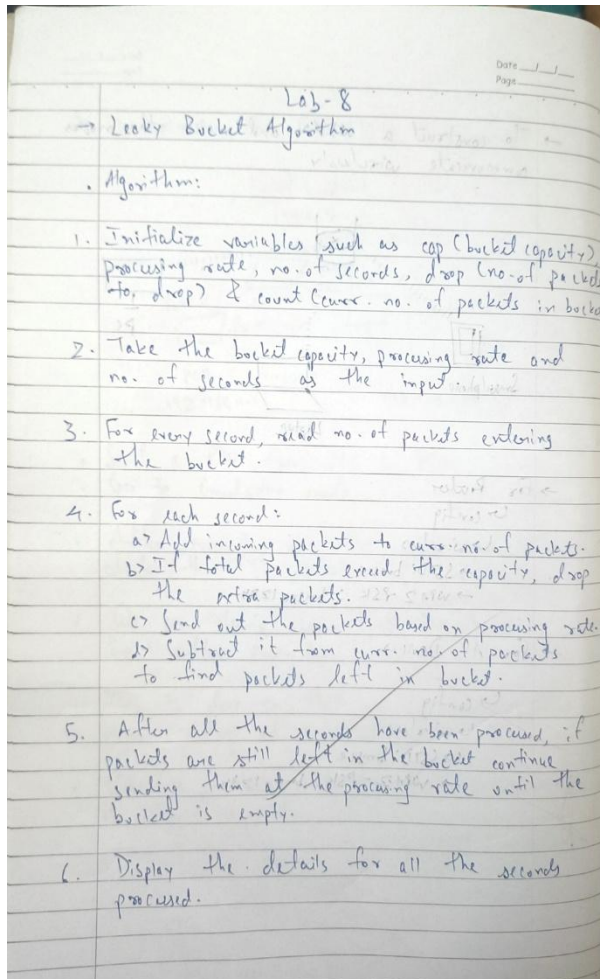 Date __/__/__
Page
Lab-8
→ Leaky Bucket Algorithm
• Algorithm:
1. Initialize variables such as cap (bucket capacity),
processing rate, no. of seconds, drop (no. of packets
to drop) & count (curr. no. of packets in bucke
2. Take the bucket capacity, processing rate and
no. of seconds as the input.
3. For every second, read no. of packets entering
the bucket.
4. For each second:
a> Add incoming packets to curr. no. of packets.
b> If total packets exceed the capacity, drop
the extra packets.
c> Send out the packets based on processing rate.
d> Subtract it from curr. no. of packets
to find packets left in bucket.
5. After all the seconds have been processed, if
packets are still left in the bucket continue
sending them at the processing rate until the
bucket is empty.
6. Display the details for all the seconds
processed.